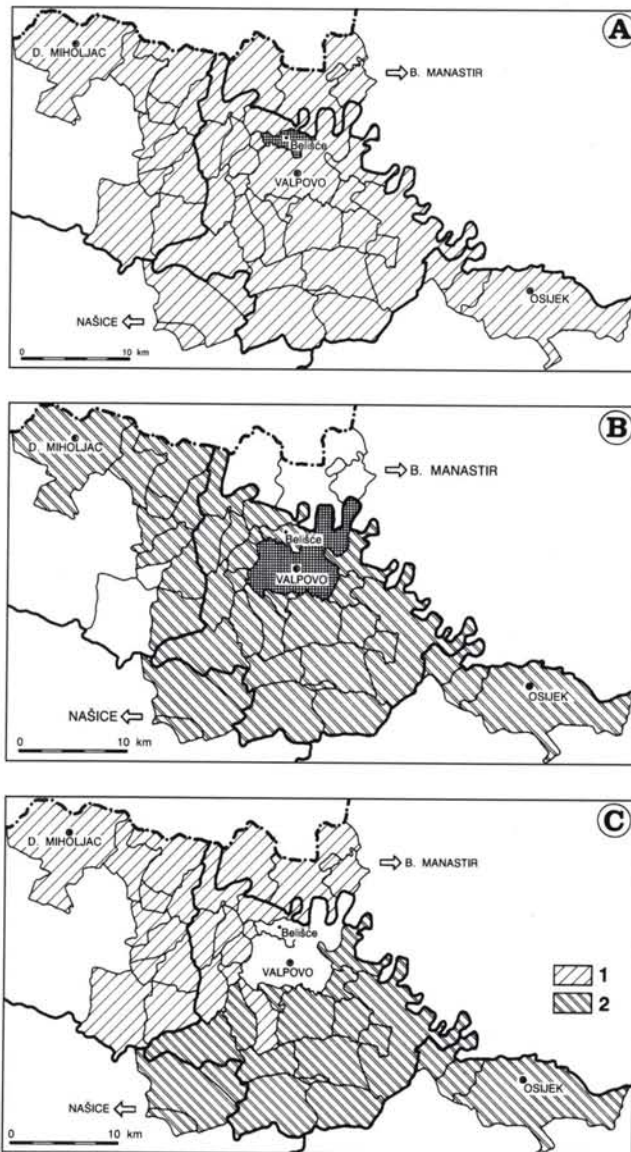 A
D. MIHOLJAC
B. MANASTIR
Belišće
VALPOVO
OSIJEK
NAŠICE
0 10 km
B
D. MIHOLJAC
B. MANASTIR
Belišće
VALPOVO
OSIJEK
NAŠICE
0 10 km
C
D. MIHOLJAC
B. MANASTIR
Belišće
VALPOVO
1
2
OSIJEK
NAŠICE
0 10 km